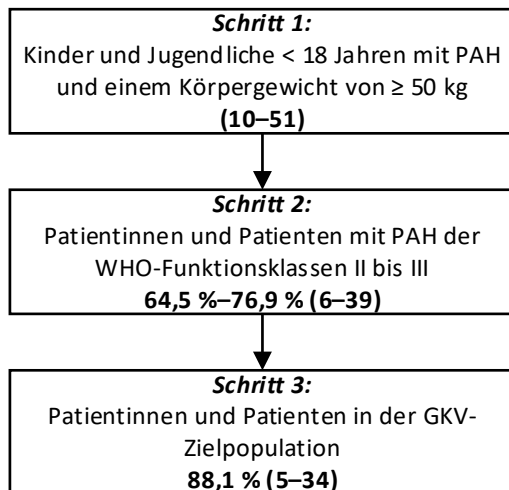 Schritt 1:
Kinder und Jugendliche < 18 Jahren mit PAH
und einem Körpergewicht von ≥ 50 kg
(10–51)
Schritt 2:
Patientinnen und Patienten mit PAH der
WHO-Funktionsklassen II bis III
64,5 %–76,9 % (6–39)
Schritt 3:
Patientinnen und Patienten in der GKV-
Zielpopulation
88,1 % (5–34)